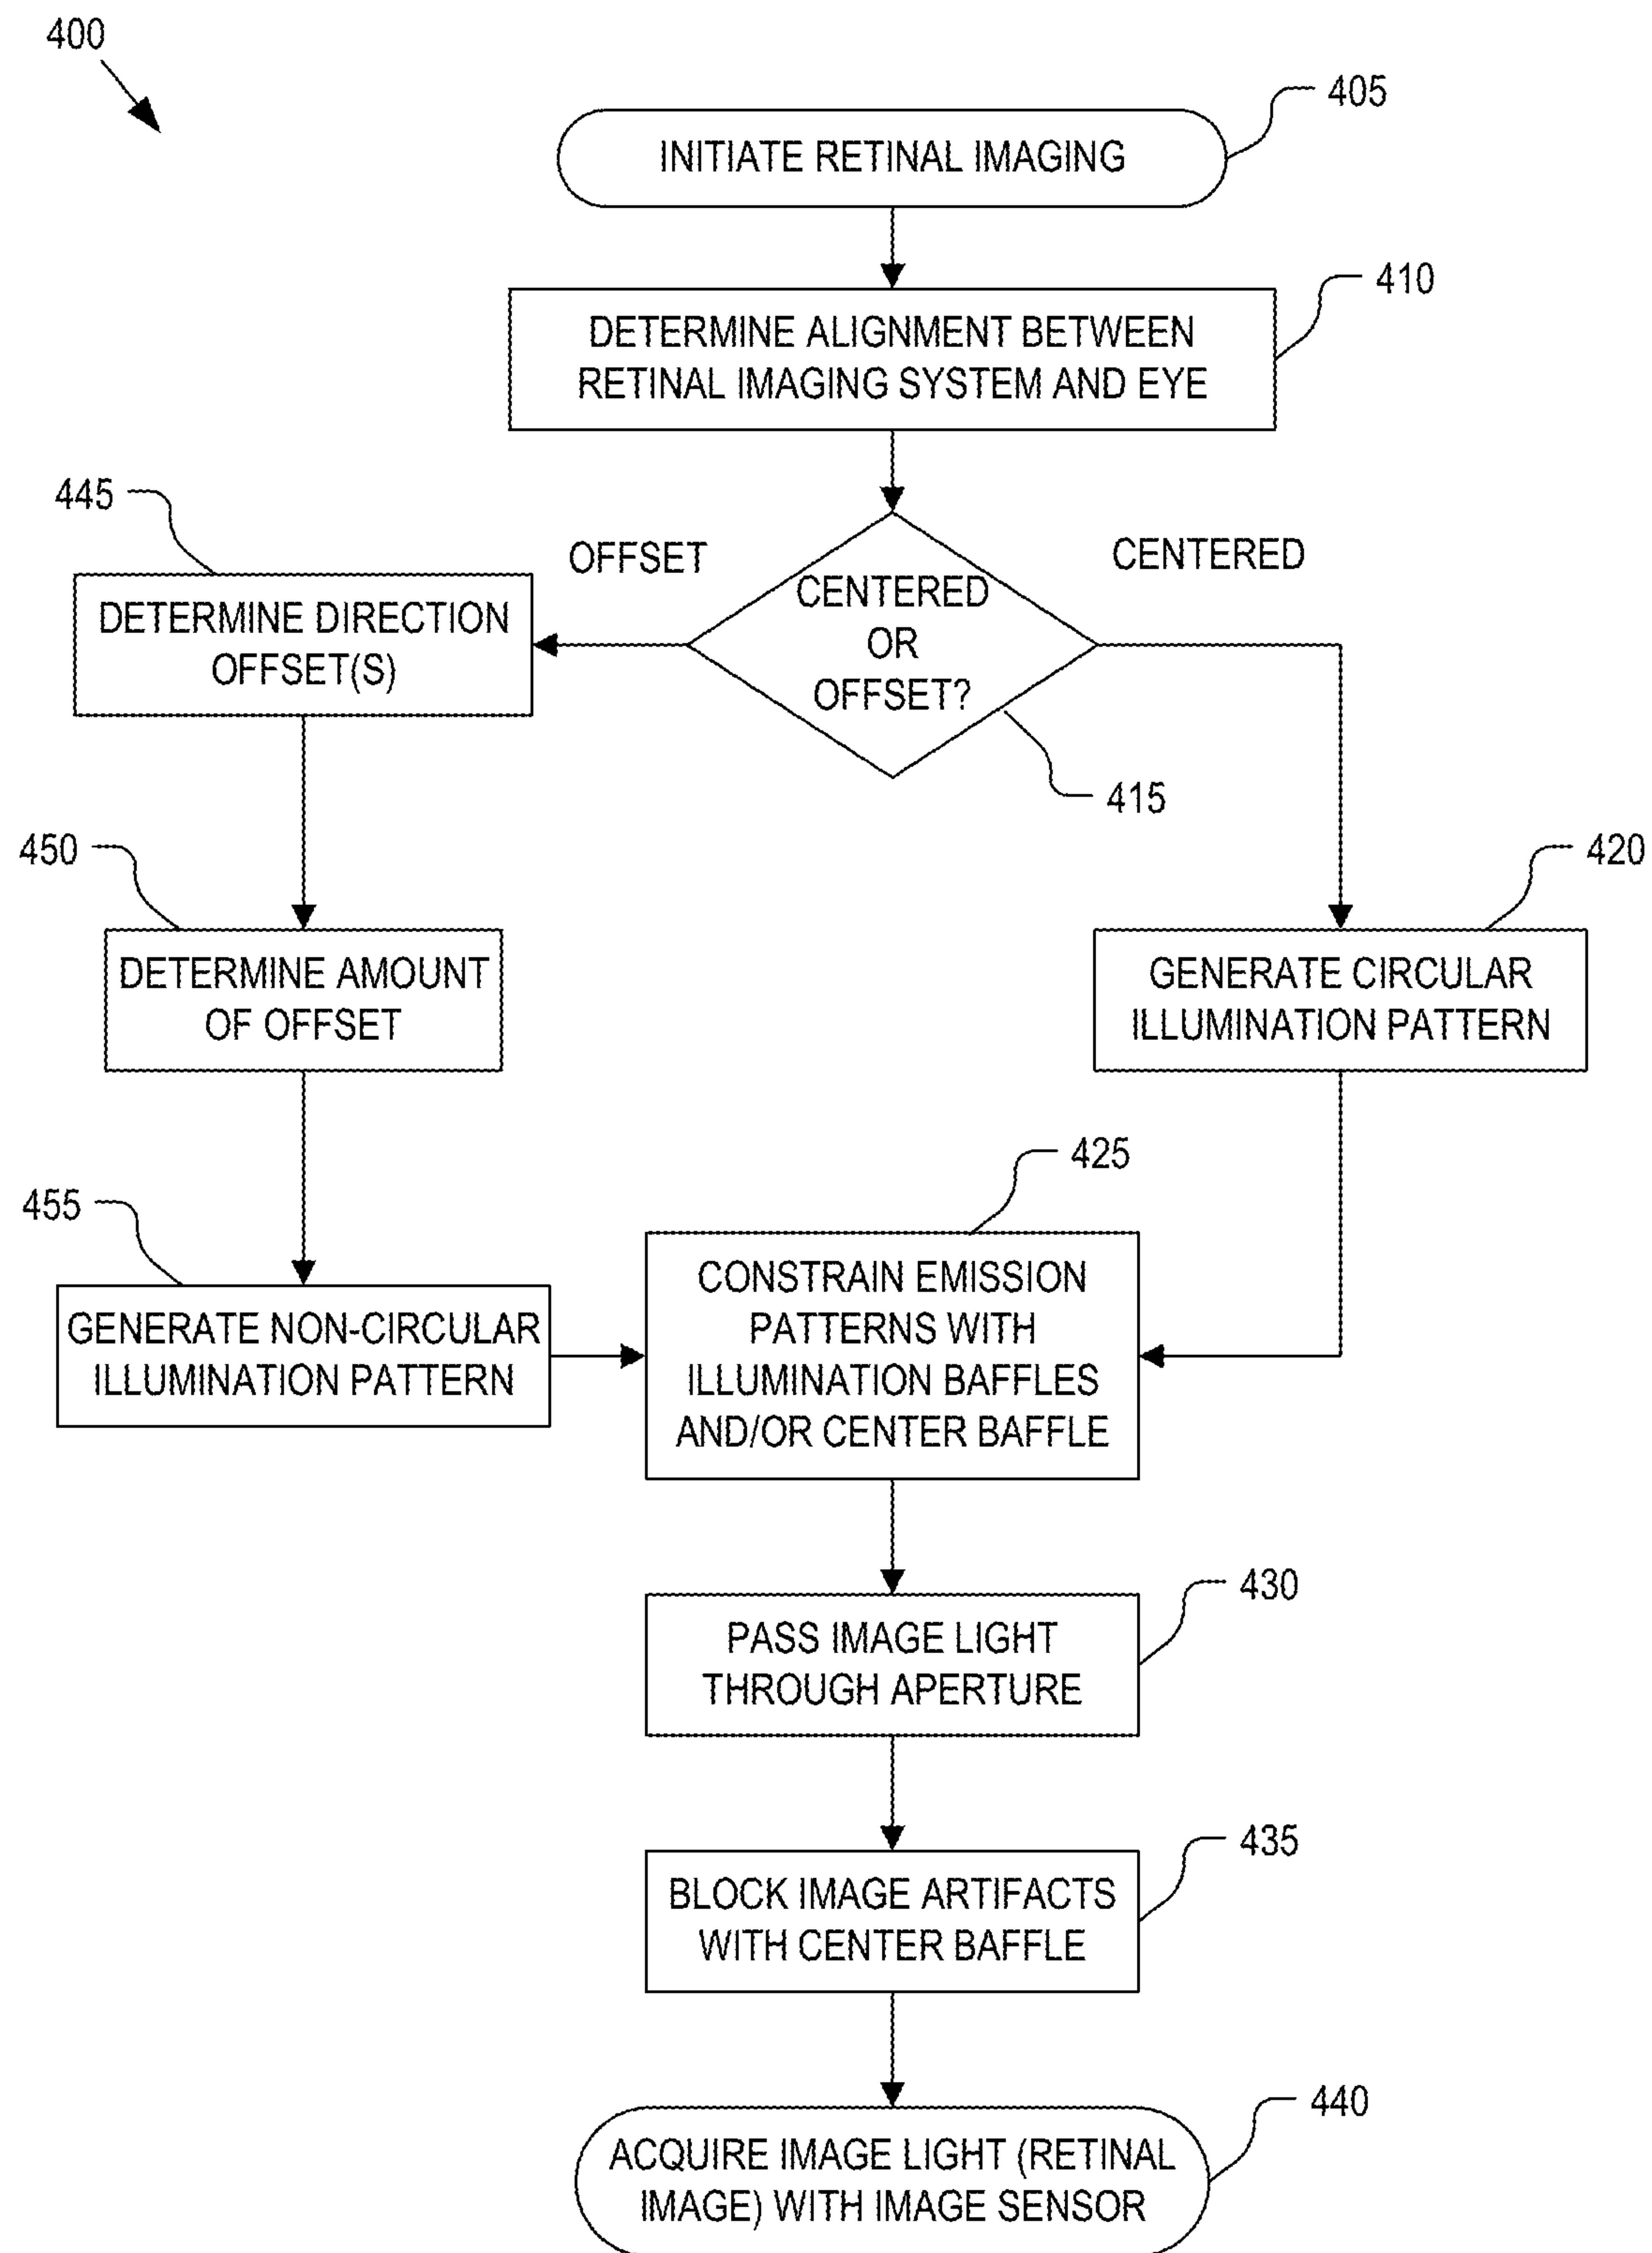 400
405
INITIATE RETINAL IMAGING
410
DETERMINE ALIGNMENT BETWEEN
RETINAL IMAGING SYSTEM AND EYE
445
OFFSET
CENTERED
CENTERED
OR
OFFSET?
415
DETERMINE DIRECTION
OFFSET(S)
450
DETERMINE AMOUNT
OF OFFSET
420
GENERATE CIRCULAR
ILLUMINATION PATTERN
455
GENERATE NON-CIRCULAR
ILLUMINATION PATTERN
425
CONSTRAIN EMISSION
PATTERNS WITH
ILLUMINATION BAFFLES
AND/OR CENTER BAFFLE
430
PASS IMAGE LIGHT
THROUGH APERTURE
435
BLOCK IMAGE ARTIFACTS
WITH CENTER BAFFLE
440
ACQUIRE IMAGE LIGHT (RETINAL
IMAGE) WITH IMAGE SENSOR